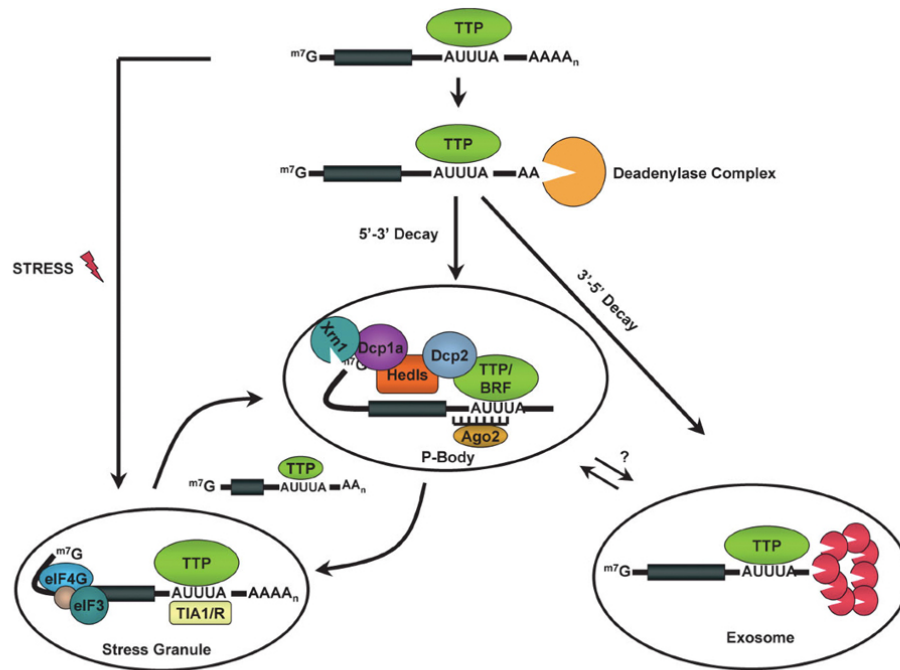 TTP
m7G AUUUA AAAAn
TTP
m7G AUUUA AA
Deadenylase Complex
5'-3' Decay
3'-5' Decay
STRESS
Xrn1
Dcp1a
Dcp2
m7G
Hedls
TTP/
BRF
AUUUA
Ago2
P-Body
?
TTP
m7G AUUUA AAn
m7G
eIF4G
eIF3
TTP
AUUUA AAAAn
TIA1/R
Stress Granule
TTP
m7G AUUUA
Exosome